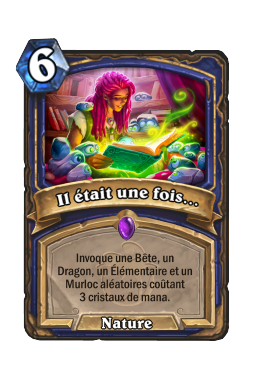 6
Il était une fois...
Invoque une Bête, un
Dragon, un Élémentaire et un
Murloc aléatoires coûtant
3 cristaux de mana.
Nature